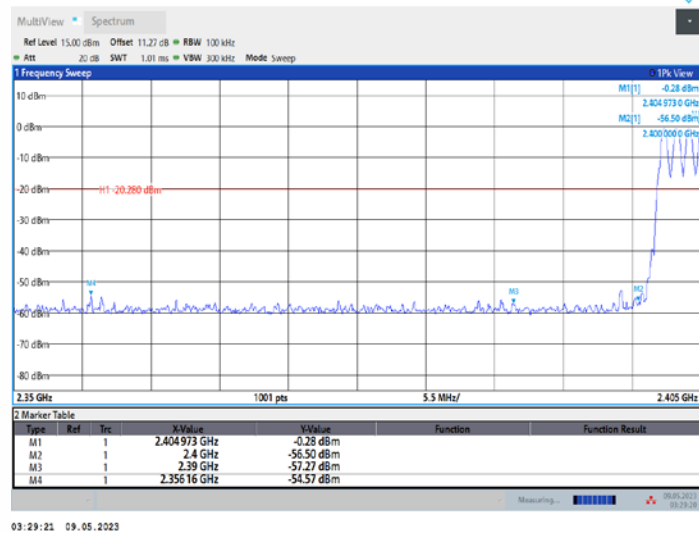 MultiView Spectrum
Ref Level 15.00 dBm Offset 11.27 dB RBW 100 kHz
Att 20 dB SWT 1.01 ms VBW 300 kHz Mode Sweep
1 Frequency Sweep 1Pk View
M1[1] -0.28 dBm
2.404 973 0 GHz
M2[1] -56.50 dBm
2.400 000 0 GHz
10 dBm
0 dBm
-10 dBm
-20 dBm
H1 -20.280 dBm
-30 dBm
-40 dBm
-50 dBm
M4
M3
M2
-60 dBm
-70 dBm
-80 dBm
2.35 GHz 1001 pts 5.5 MHz/ 2.405 GHz
2 Marker Table
Type Ref Trc X-Value Y-Value Function Function Result
M1 1 2.404 973 GHz -0.28 dBm
M2 1 2.4 GHz -56.50 dBm
M3 1 2.39 GHz -57.27 dBm
M4 1 2.356 16 GHz -54.57 dBm
Measuring... 09.05.2023
03:29:20
03:29:21 09.05.2023